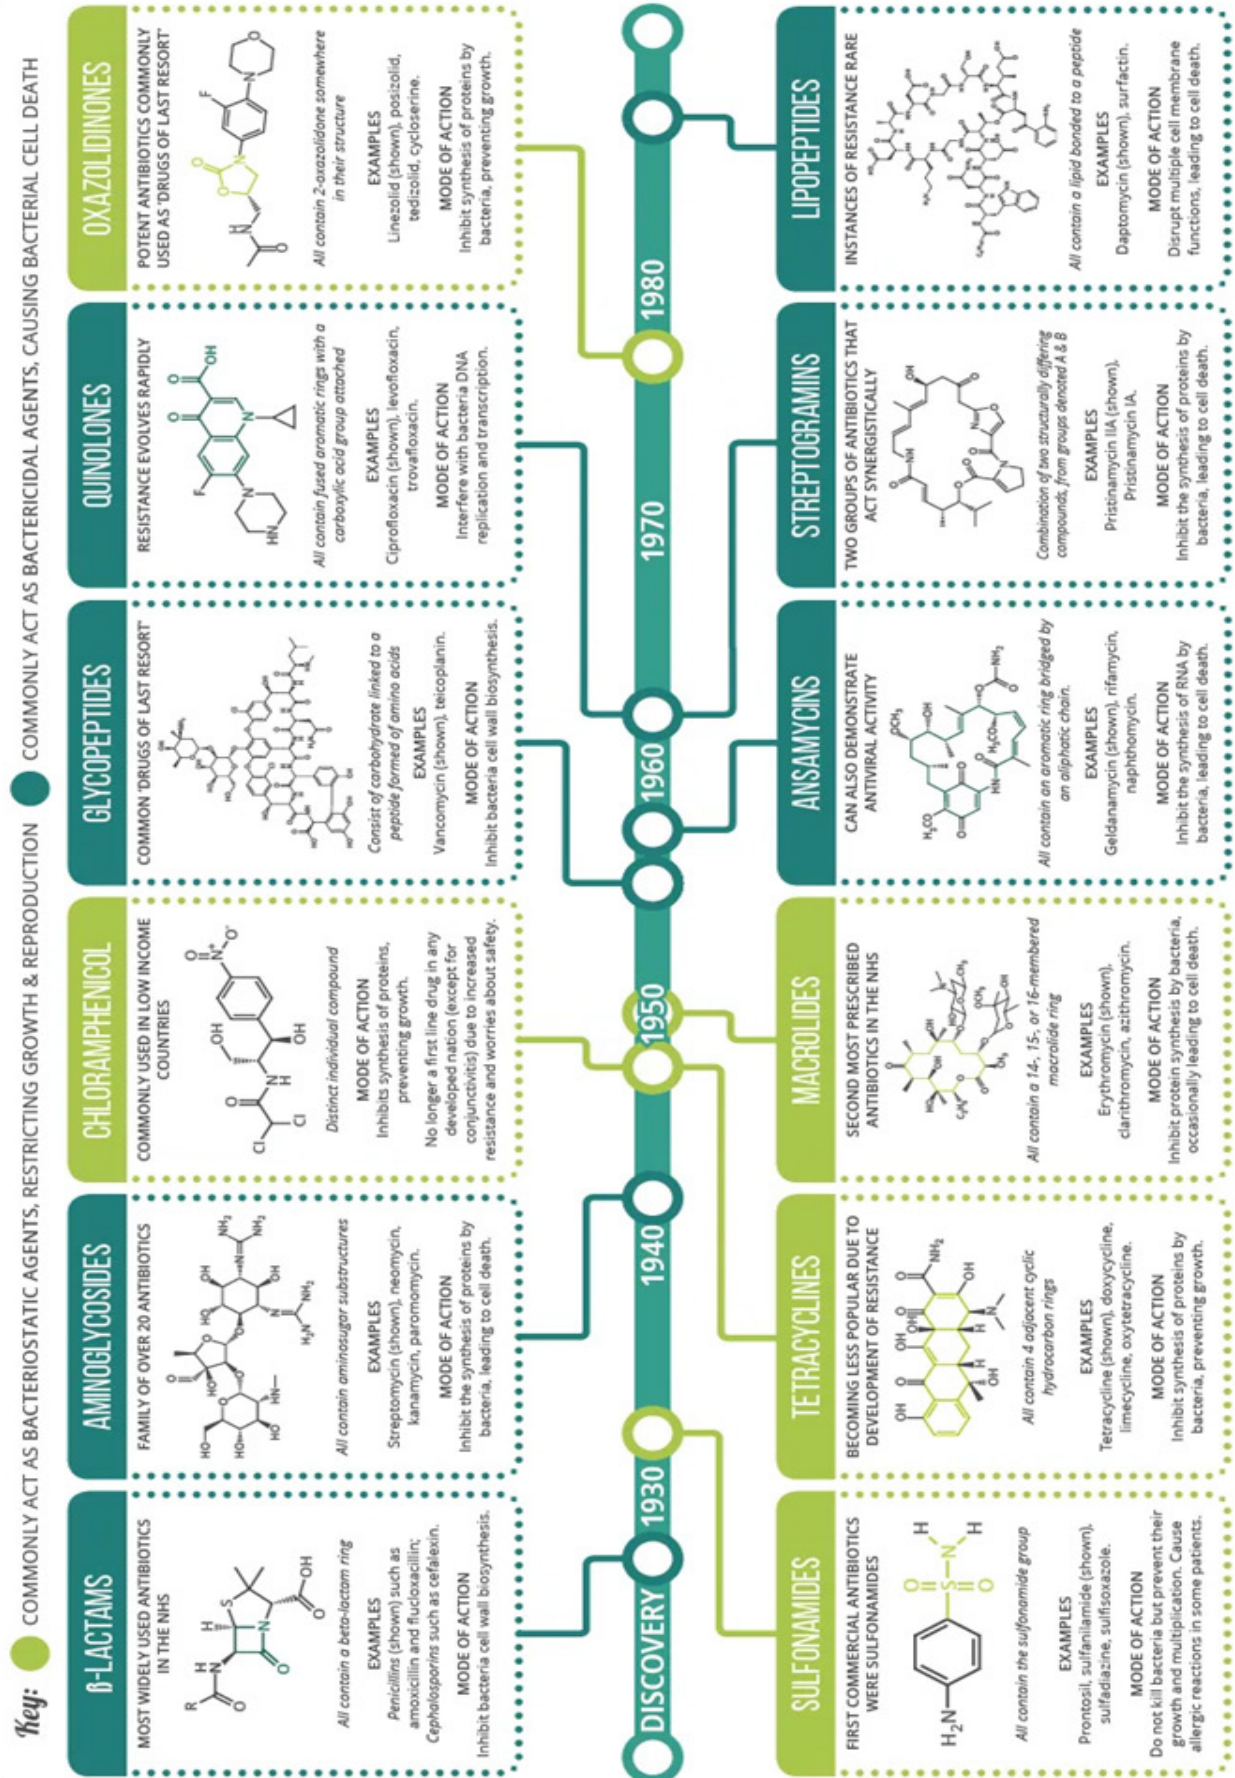 Key:
COMMONLY ACT AS BACTERIOSTATIC AGENTS, RESTRICTING GROWTH & REPRODUCTION
COMMONLY ACT AS BACTERICIDAL AGENTS, CAUSING BACTERIAL CELL DEATH
β-LACTAMS
MOST WIDELY USED ANTIBIOTICS
IN THE NHS
All contain a beta-lactam ring
EXAMPLES
Penicillins (shown) such as
amoxicillin and flucloxacillin;
Cephalosporins such as cefalexin.
MODE OF ACTION
Inhibit bacteria cell wall biosynthesis.
AMINOGLYCOSIDES
FAMILY OF OVER 20 ANTIBIOTICS
All contain aminosugar substructures
EXAMPLES
Streptomycin (shown), neomycin,
kanamycin, paromomycin.
MODE OF ACTION
Inhibit the synthesis of proteins by
bacteria, leading to cell death.
CHLORAMPHENICOL
COMMONLY USED IN LOW INCOME
COUNTRIES
Distinct individual compound
MODE OF ACTION
Inhibits synthesis of proteins,
preventing growth.
No longer a first line drug in any
developed nation (except for
conjunctivitis) due to increased
resistance and worries about safety.
GLYCOPEPTIDES
COMMON 'DRUGS OF LAST RESORT'
Consist of carbohydrate linked to a
peptide formed of amino acids
EXAMPLES
Vancomycin (shown), teicoplanin.
MODE OF ACTION
Inhibit bacteria cell wall biosynthesis.
QUINOLONES
RESISTANCE EVOLVES RAPIDLY
All contain fused aromatic rings with a
carboxylic acid group attached
EXAMPLES
Ciprofloxacin (shown), levofloxacin,
trovafloxacin.
MODE OF ACTION
Interfere with bacteria DNA
replication and transcription.
OXAZOLIDINONES
POTENT ANTIBIOTICS COMMONLY
USED AS 'DRUGS OF LAST RESORT'
All contain 2-oxazolidone somewhere
in their structure
EXAMPLES
Linezolid (shown), posizolid,
tedizolid, cycloserine.
MODE OF ACTION
Inhibit synthesis of proteins by
bacteria, preventing growth.
DISCOVERY
1930
1940
1950
1960
1970
1980
SULFONAMIDES
FIRST COMMERCIAL ANTIBIOTICS
WERE SULFONAMIDES
All contain the sulfonamide group
EXAMPLES
Prontosil, sulfanilamide (shown),
sulfadiazine, sulfisoxazole.
MODE OF ACTION
Do not kill bacteria but prevent their
growth and multiplication. Cause
allergic reactions in some patients.
TETRACYCLINES
BECOMING LESS POPULAR DUE TO
DEVELOPMENT OF RESISTANCE
All contain 4 adjacent cyclic
hydrocarbon rings
EXAMPLES
Tetracycline (shown), doxycycline,
limecycline, oxytetracycline.
MODE OF ACTION
Inhibit synthesis of proteins by
bacteria, preventing growth.
MACROLIDES
SECOND MOST PRESCRIBED
ANTIBIOTICS IN THE NHS
All contain a 14-, 15-, or 16-membered
macrolide ring
EXAMPLES
Erythromycin (shown),
clarithromycin, azithromycin.
MODE OF ACTION
Inhibit protein synthesis by bacteria,
occasionally leading to cell death.
ANSAMYCINS
CAN ALSO DEMONSTRATE
ANTIVIRAL ACTIVITY
All contain an aromatic ring bridged by
an aliphatic chain.
EXAMPLES
Geldanamycin (shown), rifamycin,
naphthomycin.
MODE OF ACTION
Inhibit the synthesis of RNA by
bacteria, leading to cell death.
STREPTOGRAMINS
TWO GROUPS OF ANTIBIOTICS THAT
ACT SYNERGISTICALLY
Combination of two structurally differing
compounds, from groups denoted A & B
EXAMPLES
Pristinamycin IIA (shown),
Pristinamycin IA.
MODE OF ACTION
Inhibit the synthesis of proteins by
bacteria, leading to cell death.
LIPOPEPTIDES
INSTANCES OF RESISTANCE RARE
All contain a lipid bonded to a peptide
EXAMPLES
Daptomycin (shown), surfactin.
MODE OF ACTION
Disrupt multiple cell membrane
functions, leading to cell death.